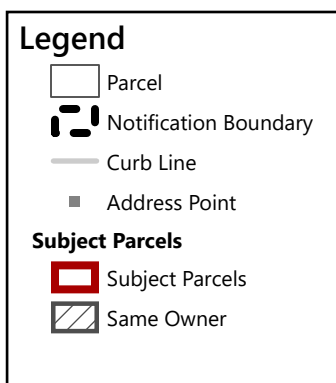 Legend
Parcel
Notification Boundary
Curb Line
Address Point
Subject Parcels
Subject Parcels
Same Owner